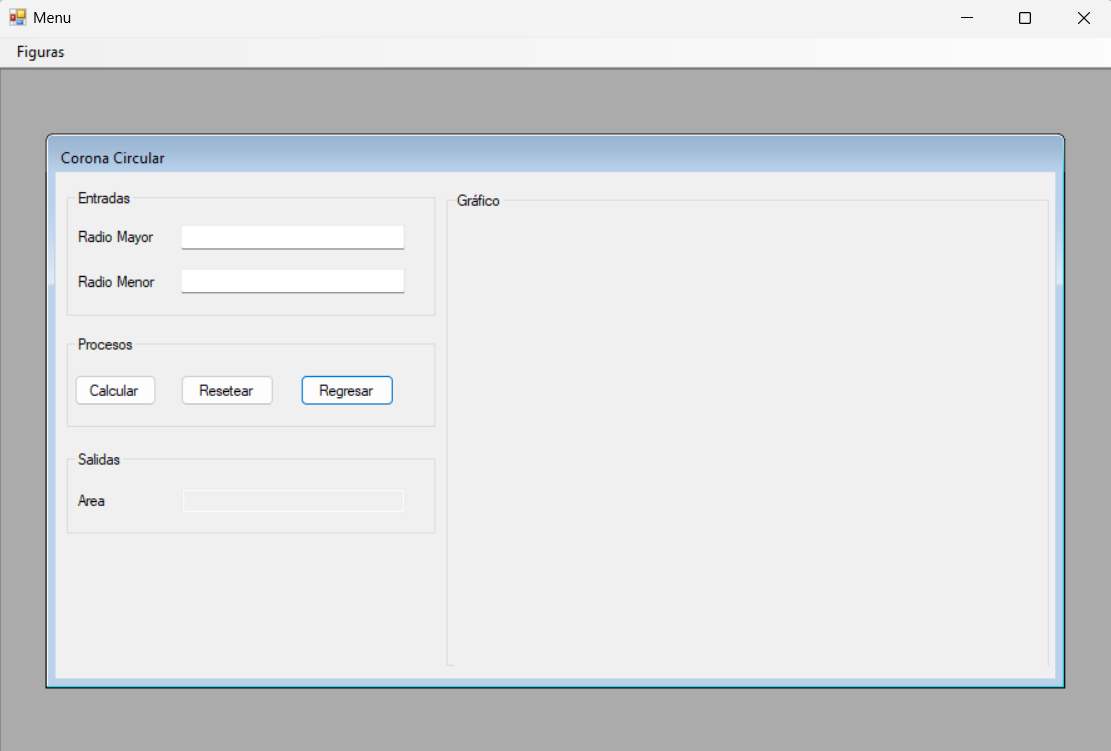 Menu
Figuras
Corona Circular
Entradas
Radio Mayor
Radio Menor
Procesos
Calcular Resetear Regresar
Salidas
Area
Gráfico